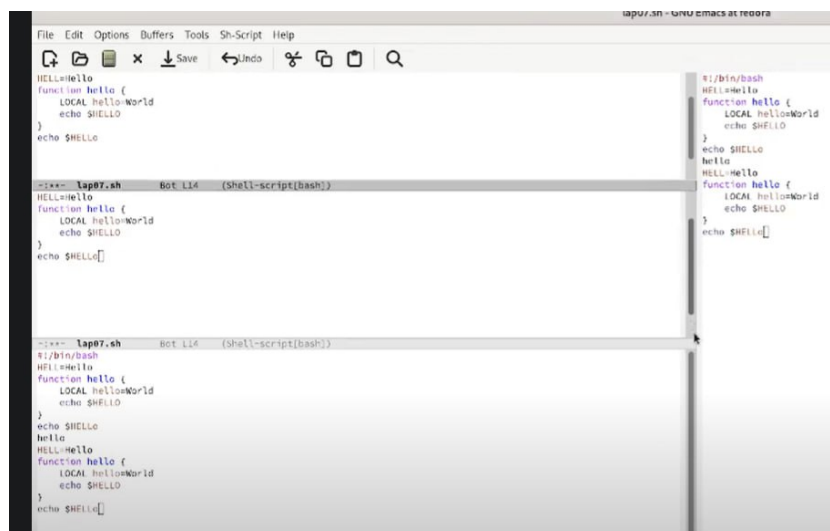 lap07.sh - GNU Emacs at fedora
File Edit Options Buffers Tools Sh-Script Help
Save Undo
HELL=Hello
function hello {
LOCAL hello=World
echo $HELLO
}
echo $HELLo
-:**- lap07.sh Bot L14 (Shell-script[bash])
HELL=Hello
function hello {
LOCAL hello=World
echo $HELLO
}
echo $HELLo
-:**- lap07.sh Bot L14 (Shell-script[bash])
#!/bin/bash
HELL=Hello
function hello {
LOCAL hello=World
echo $HELLO
}
echo $HELLo
hello
HELL=Hello
function hello {
LOCAL hello=World
echo $HELLO
}
echo $HELLo
#!/bin/bash
HELL=Hello
function hello {
LOCAL hello=World
echo $HELLO
}
echo $HELLo
hello
HELL=Hello
function hello {
LOCAL hello=World
echo $HELLO
}
echo $HELLo